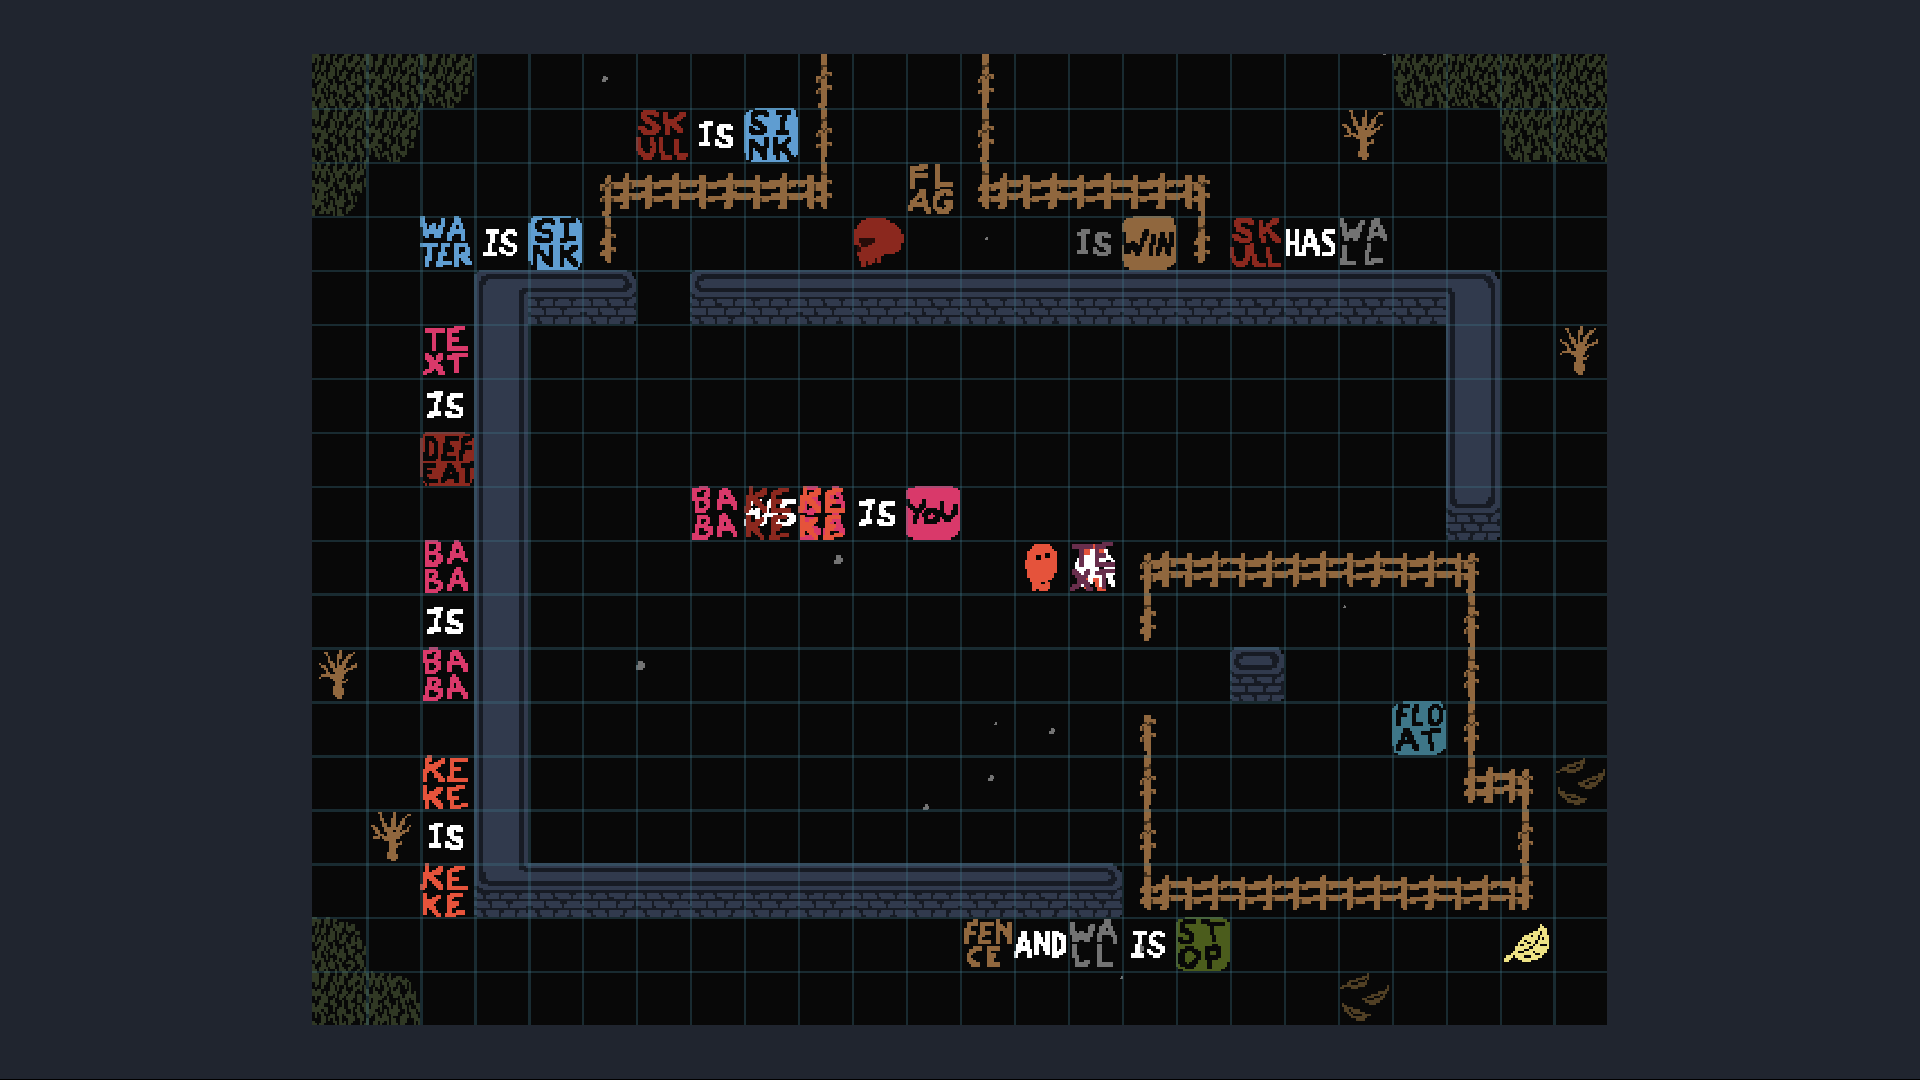 SKULL IS SINK
FLAG
WATER IS SINK
IS WIN
SKULL HAS WALL
TEXT
IS
DEFEAT
BABA
IS YOU
BABA
IS
BABA
FLOAT
KEKE
IS
KEKE
FENCE AND WALL IS STOP